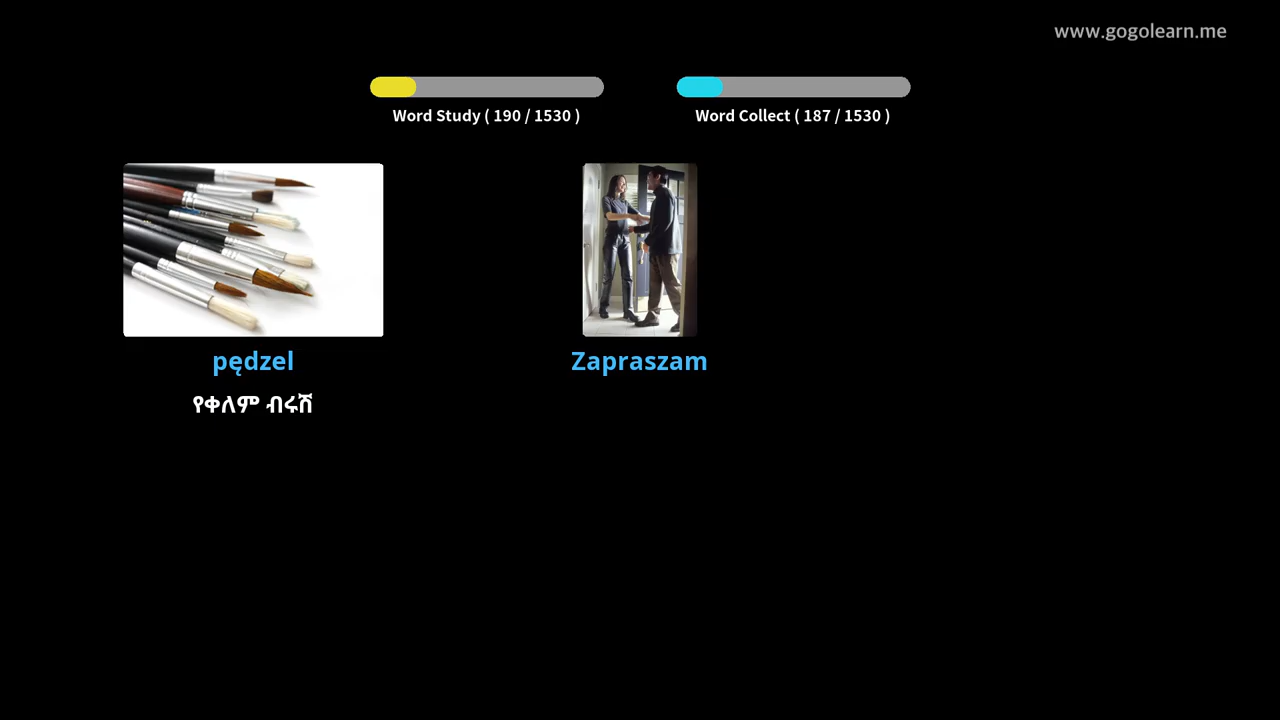 www.gogolearn.me
Word Study ( 190 / 1530 )
Word Collect ( 187 / 1530 )
pędzel
Zapraszam
የቀለም ብሩሽ